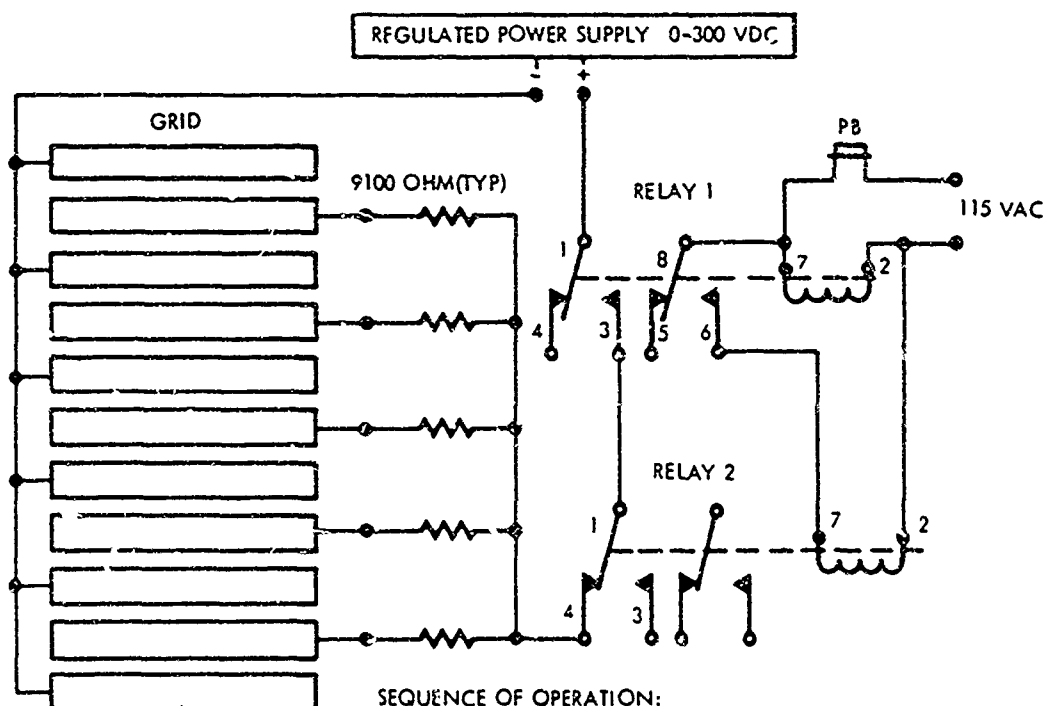 REGULATED POWER SUPPLY 0-300 VDC
- +
GRID
PB
9100 OHM(TYP)
RELAY 1
115 VAC
1 8 7 2
4 3 5 6
RELAY 2
1 7 2
4 3
SEQUENCE OF OPERATION: